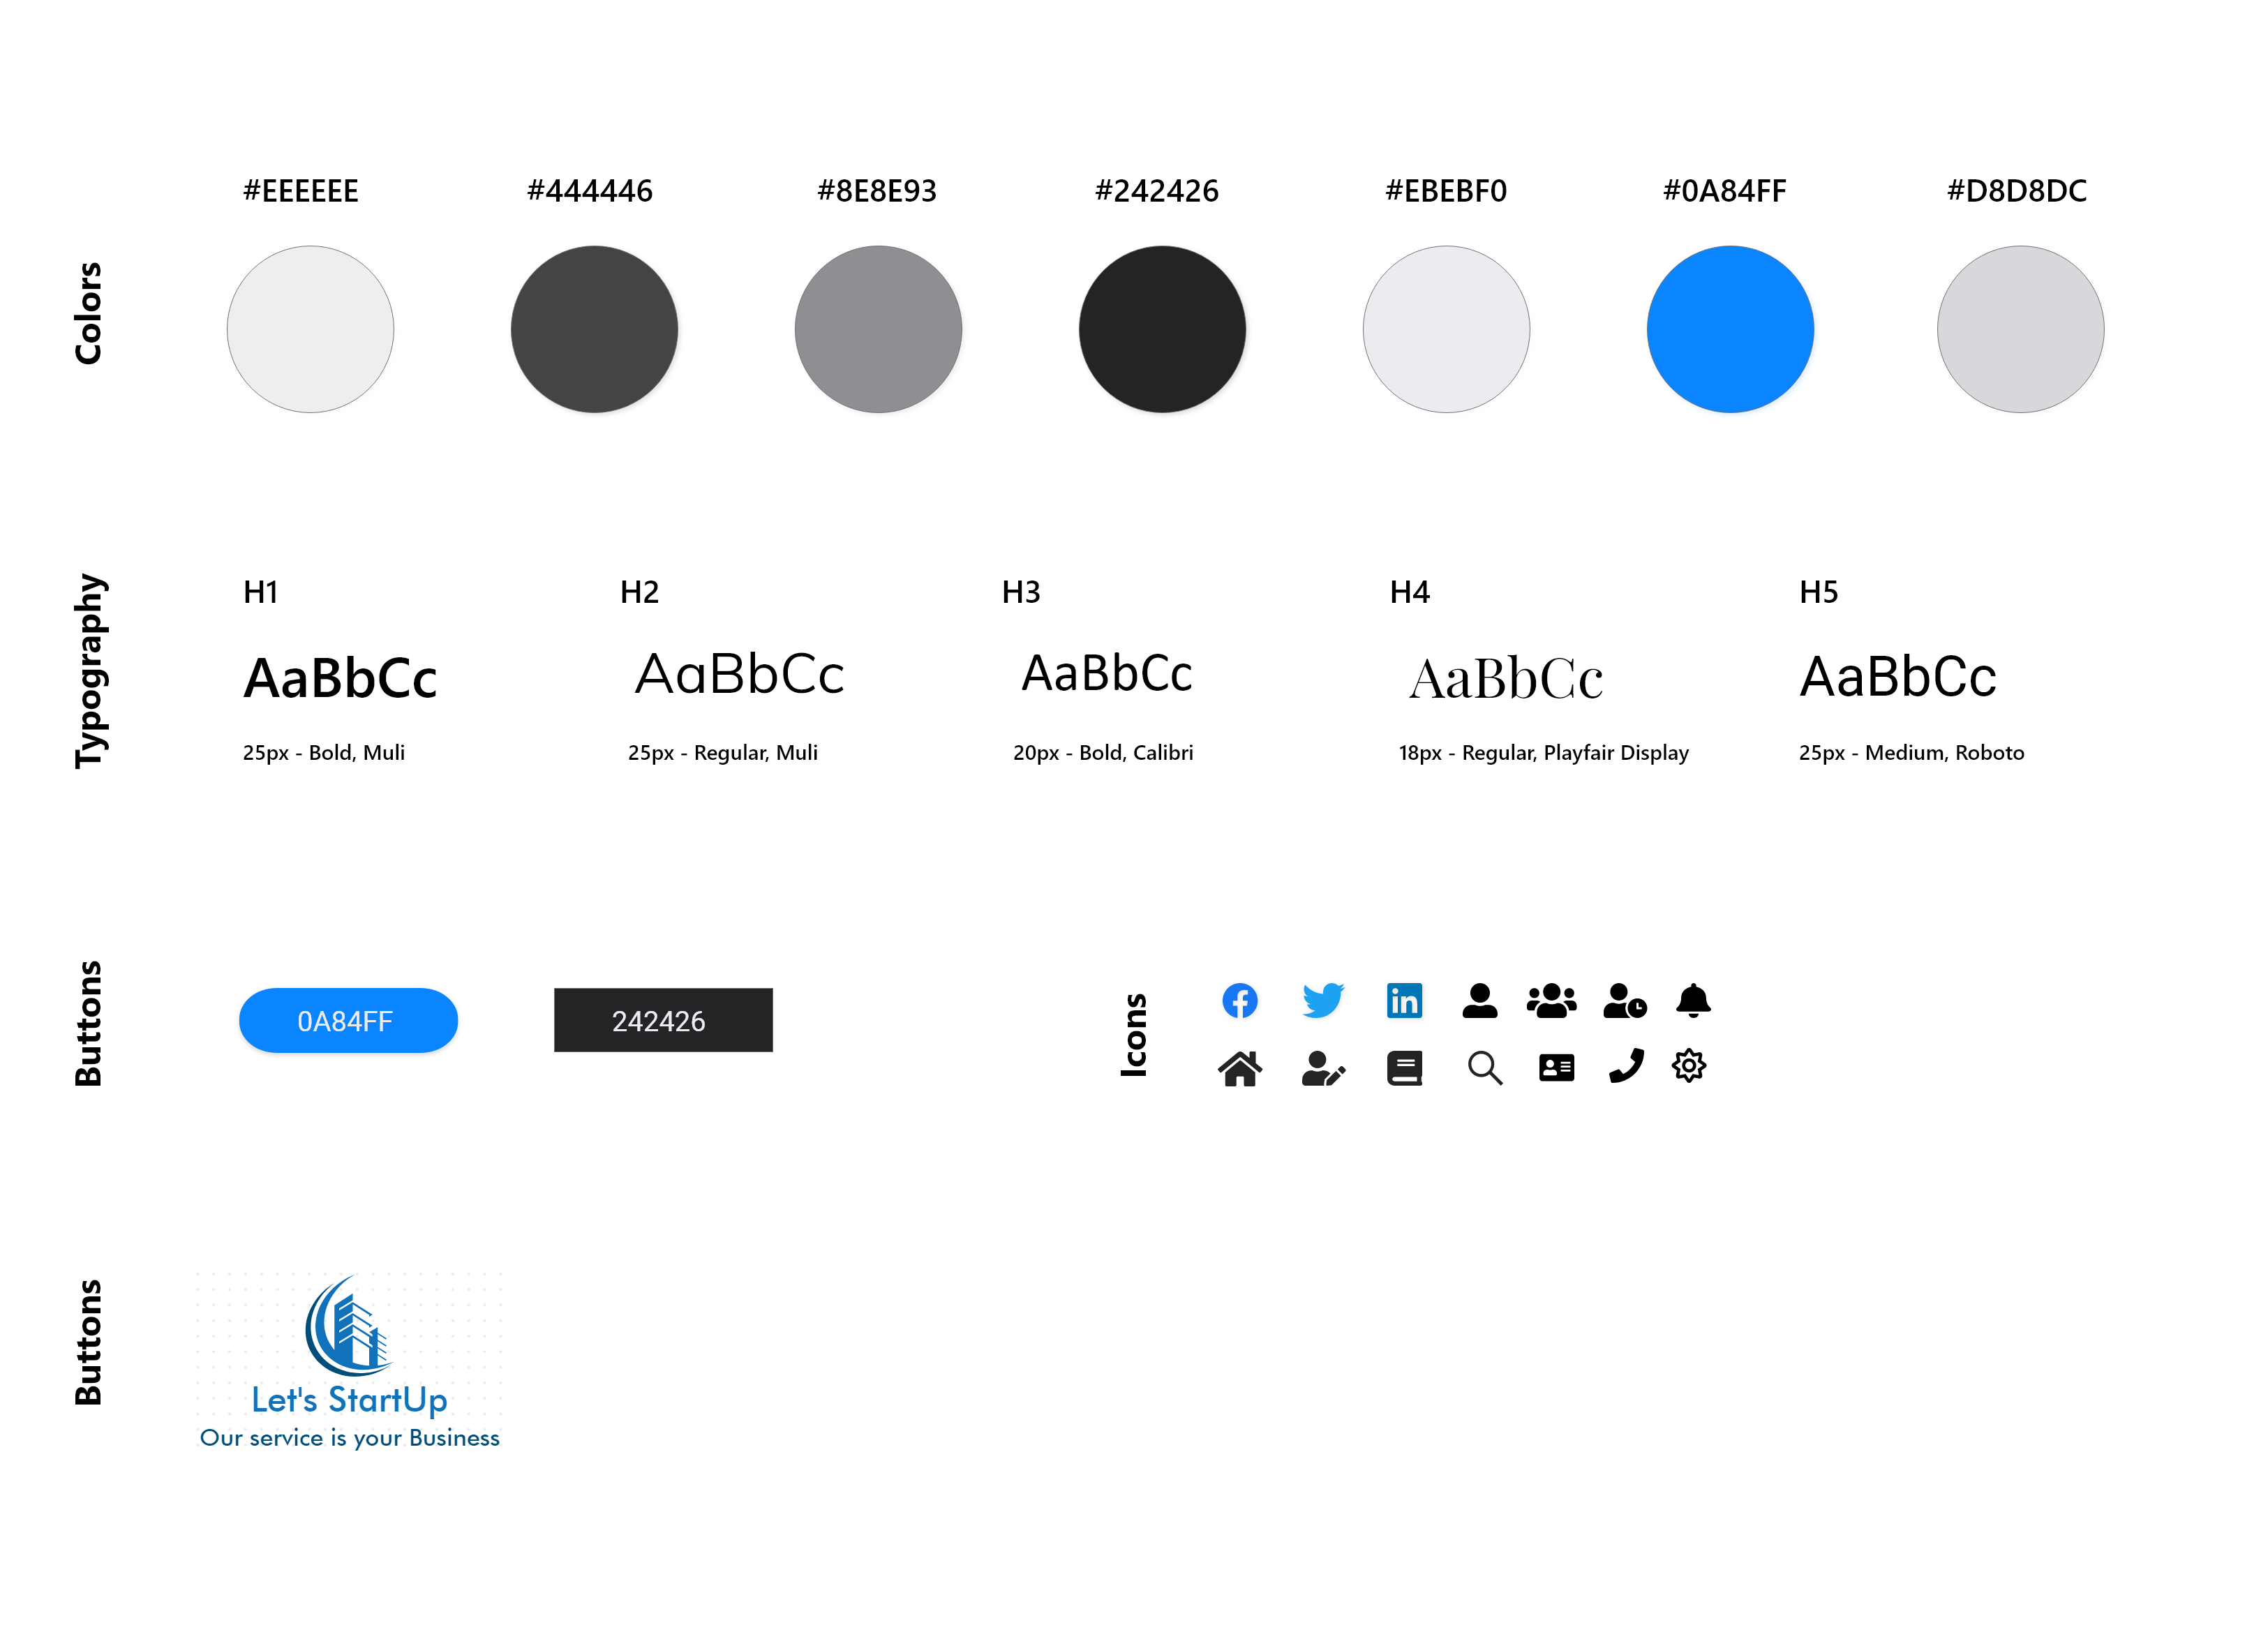 #EEEEEE #444446 #8E8E93 #242426 #EBEBF0 #0A84FF #D8D8DC
Colors
H1 H2 H3 H4 H5
Typography
AaBbCc AaBbCc AaBbCc AaBbCc AaBbCc
25px - Bold, Muli 25px - Regular, Muli 20px - Bold, Calibri 18px - Regular, Playfair Display 25px - Medium, Roboto
Buttons
0A84FF 242426
Icons
in
Buttons
Let's StartUp
Our service is your Business